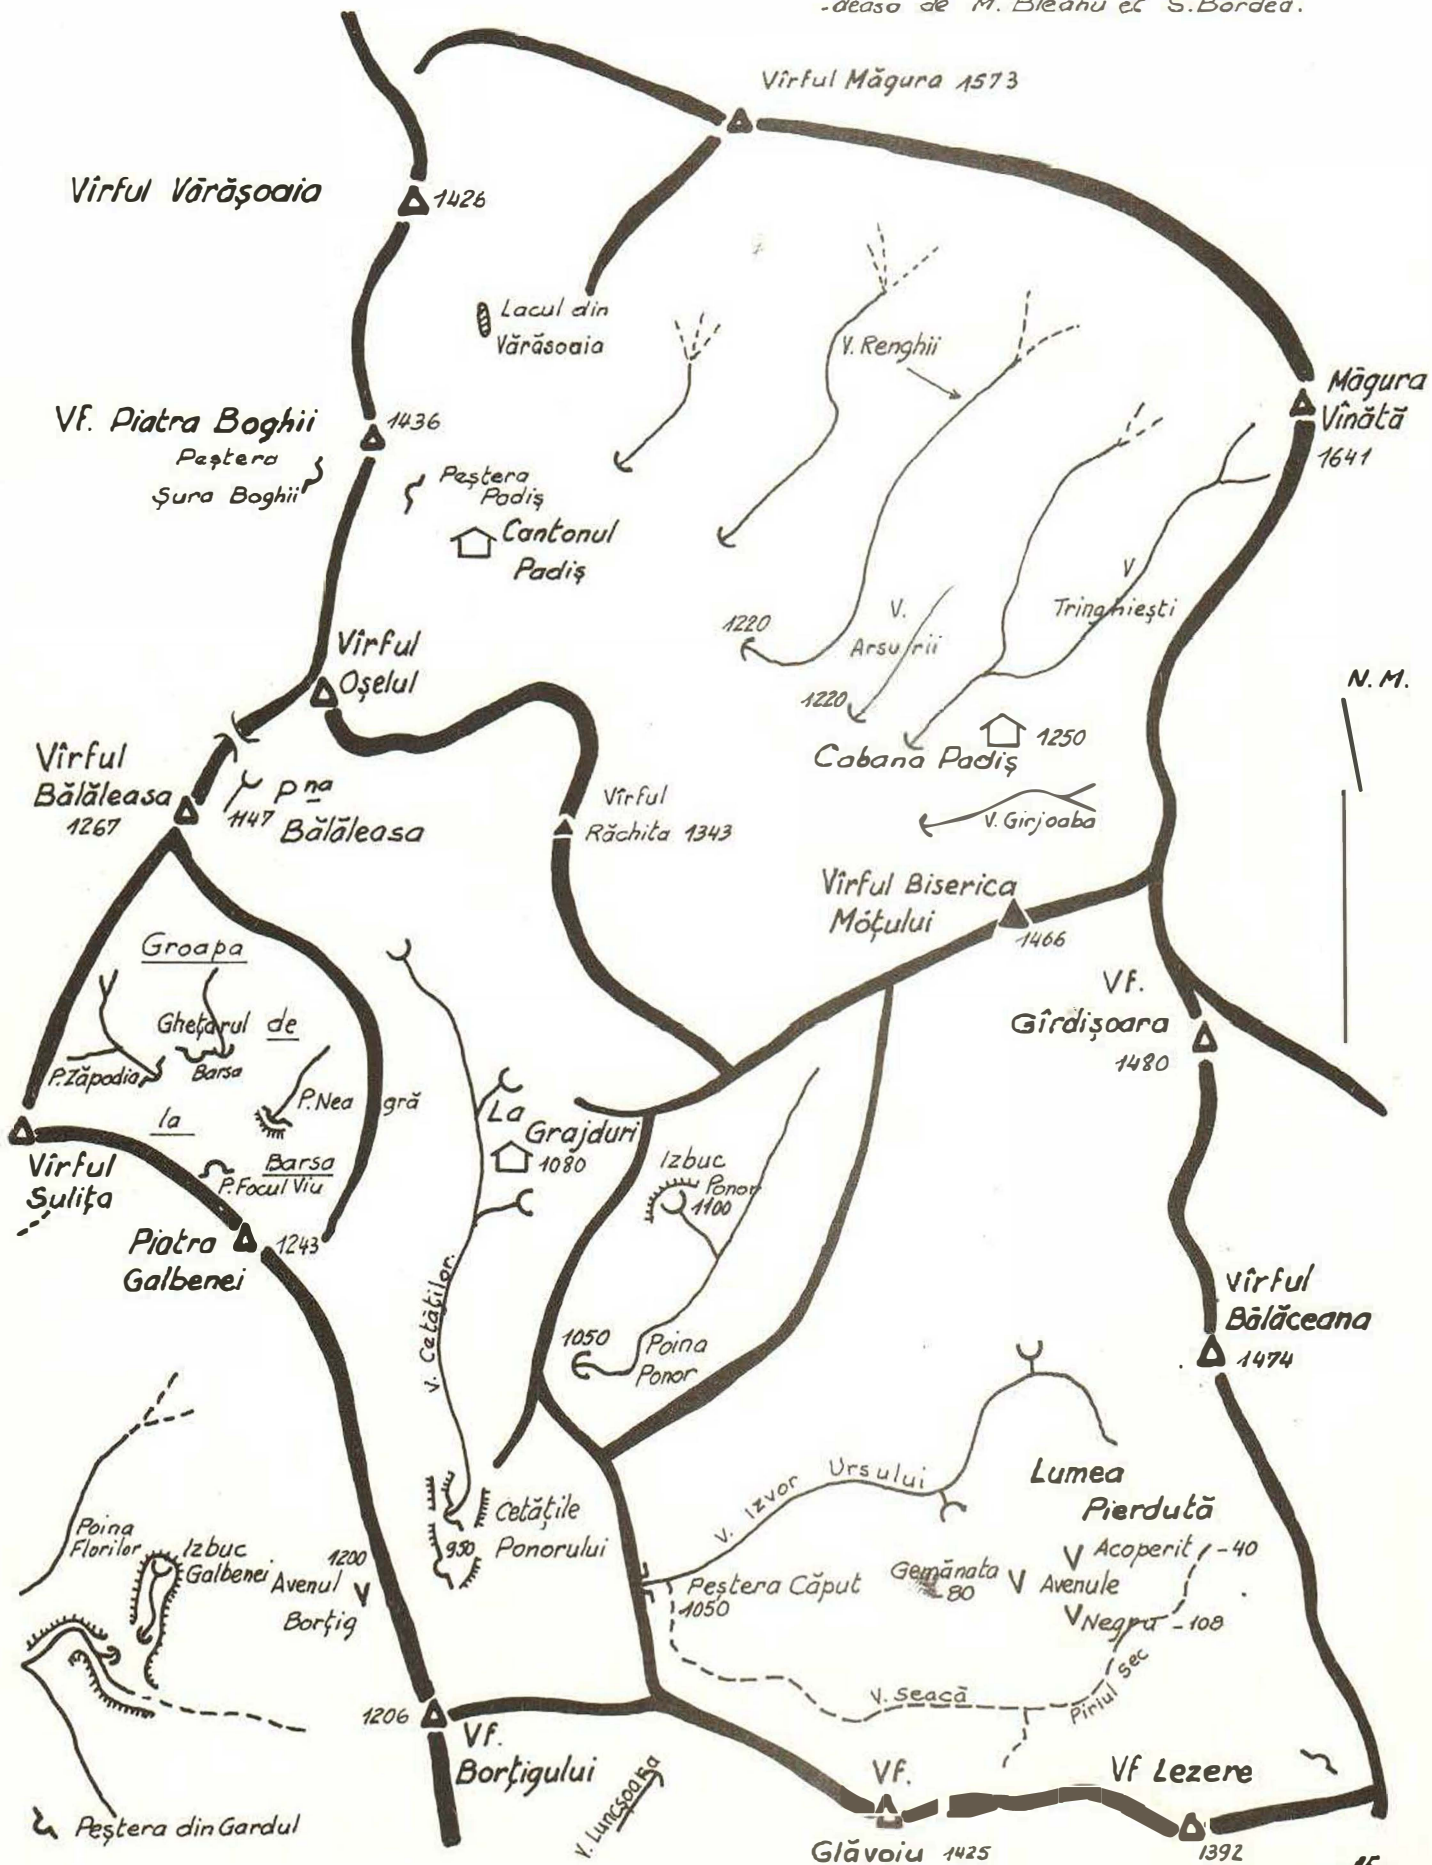 -deasa de M. Bleahu et S. Bordea.
Vîrful Măgura 1573
Vîrful Vărăşoaia
1426
Lacul din
Vărăsoaia
V. Renghii
Măgura
Vînătă
1641
Vf. Piatra Boghii
1436
Peştera
Şura Boghii
Peştera
Padiş
Cantonul
Padiş
V
Tringhieşti
1220
V.
Arsurii
1220
Vîrful
Oşelul
N. M.
Cabana Padiş
1250
Vîrful
Bălăleasa
1267
1147
Pna
Bălăleasa
Vîrful
Răchita 1343
V. Girjoaba
Vîrful Biserica
Móţului
1466
Groapa
Gheţarul de
P. Zăpodia
Barsa
P. Neagră
la
Barsa
P. Focul Viu
Vf.
Gîrdişoara
1480
La
Grajduri
1080
Izbuc
Ponor
1100
Vîrful
Suliţa
Piatra
Galbenei
1243
V. Cetăţilor
1050
Poina
Ponor
Vîrful
Bălăceana
1474
Lumea
Pierdută
V. Izvor Ursului
Cetăţile
Ponorului
950
Poina
Florilor
Izbuc
Galbenei
1200
Avenul
Borţig
Peştera Căput
1050
Gemănata
80
Acoperit - 40
Avenule
Negru - 108
V. Seacă
Piriul Sec
1206
Vf.
Borţigului
V. Luncşoara
Vf.
Glăvoiu 1425
Vf Lezere
1392
Peştera din Gardul